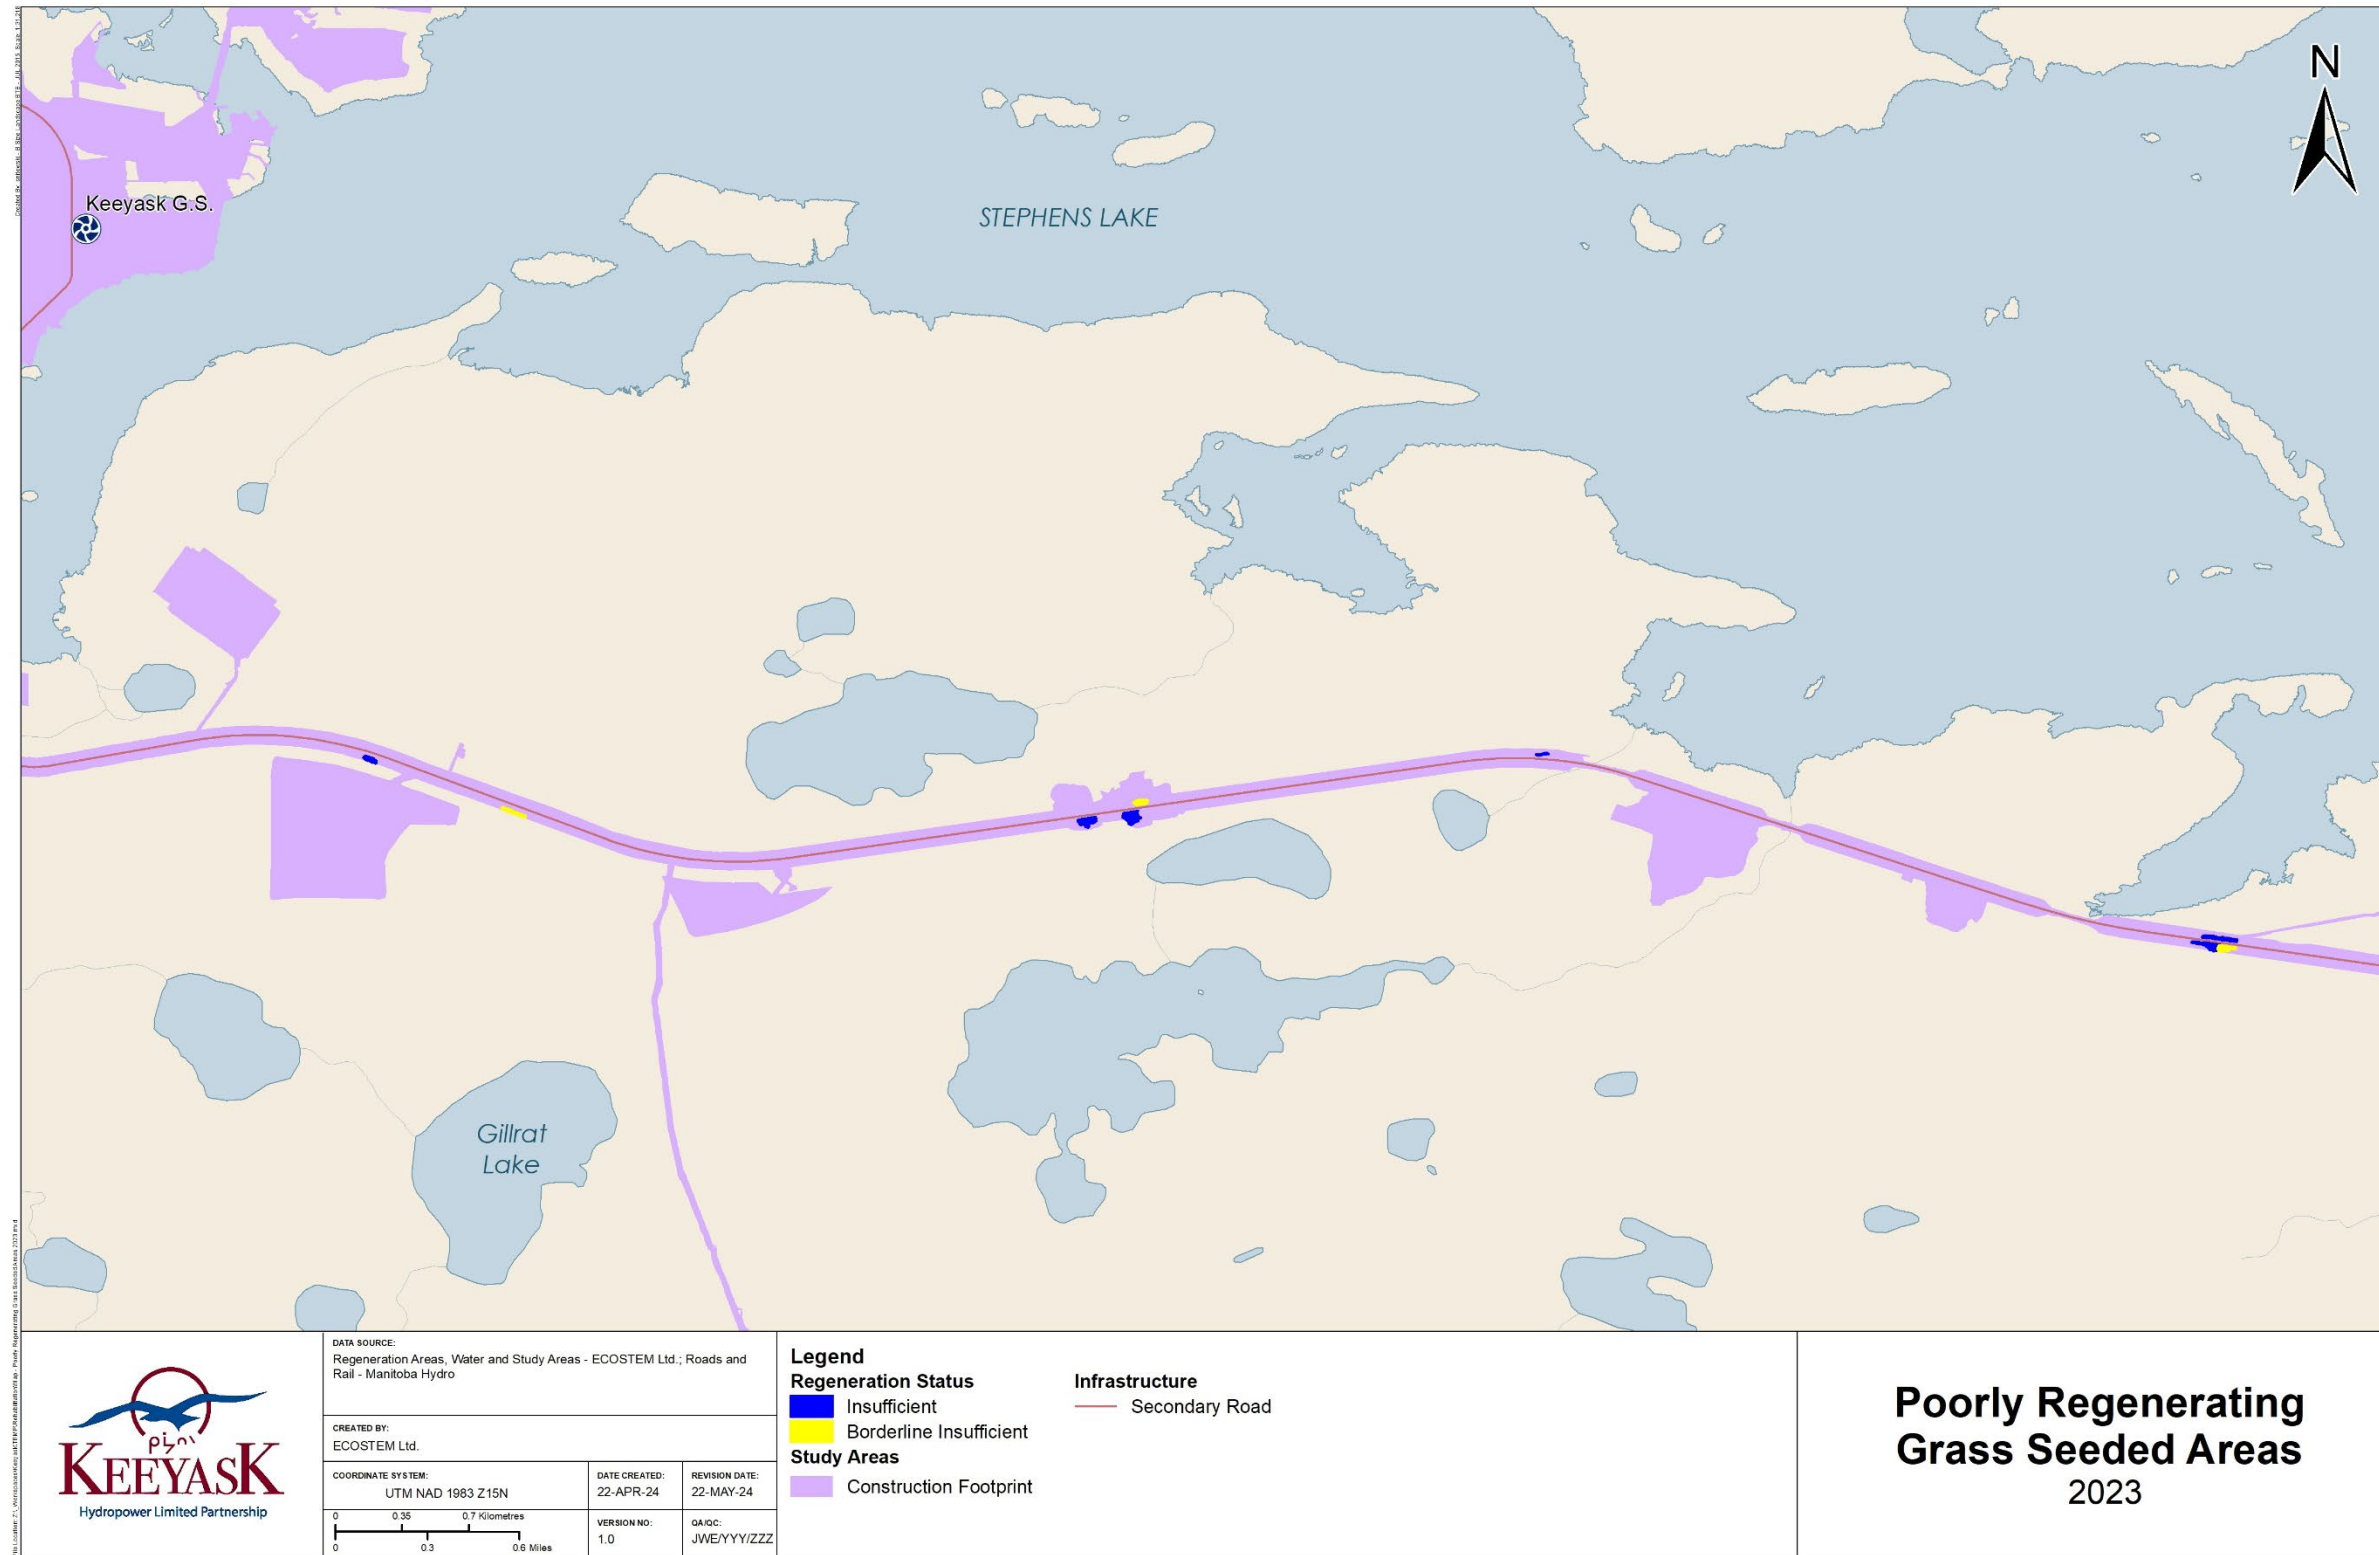 N
Keeyask G.S.
STEPHENS LAKE
Gillrat
Lake
KEEYASK
Hydropower Limited Partnership
DATA SOURCE:
Regeneration Areas, Water and Study Areas - ECOSTEM Ltd.; Roads and
Rail - Manitoba Hydro
CREATED BY:
ECOSTEM Ltd.
COORDINATE SYSTEM:
UTM NAD 1983 Z15N
DATE CREATED:
22-APR-24
REVISION DATE:
22-MAY-24
0 0.35 0.7 Kilometres
0 0.3 0.6 Miles
VERSION NO:
1.0
QA/QC:
JWE/YYY/ZZZ
Legend
Regeneration Status
Insufficient
Borderline Insufficient
Study Areas
Construction Footprint
Infrastructure
Secondary Road
Poorly Regenerating
Grass Seeded Areas
2023